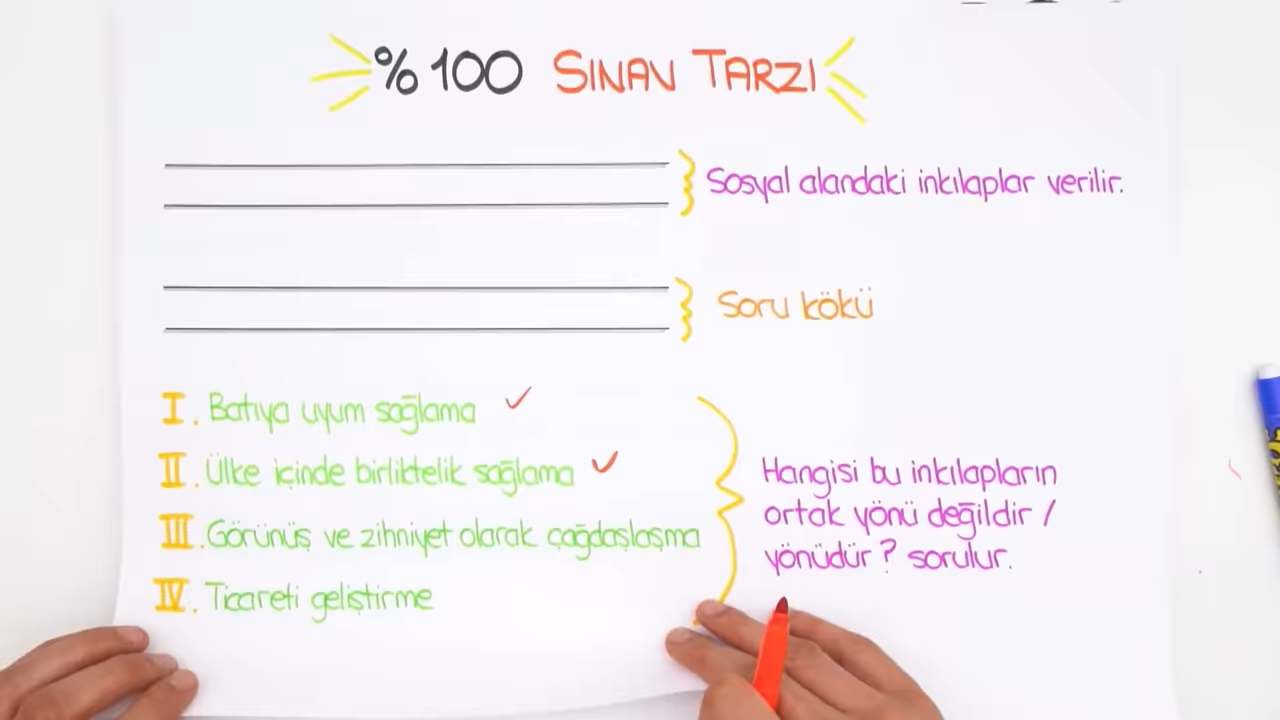 %100 SINAV TARZI
Sosyal alandaki inkılaplar verilir.
Soru kökü
I. Batıya uyum sağlama
II. Ülke içinde birliktelik sağlama
III. Görünüş ve zihniyet olarak çağdaşlaşma
IV. Ticareti geliştirme
Hangisi bu inkılapların
ortak yönü değildir /
yönüdür? sorulur.